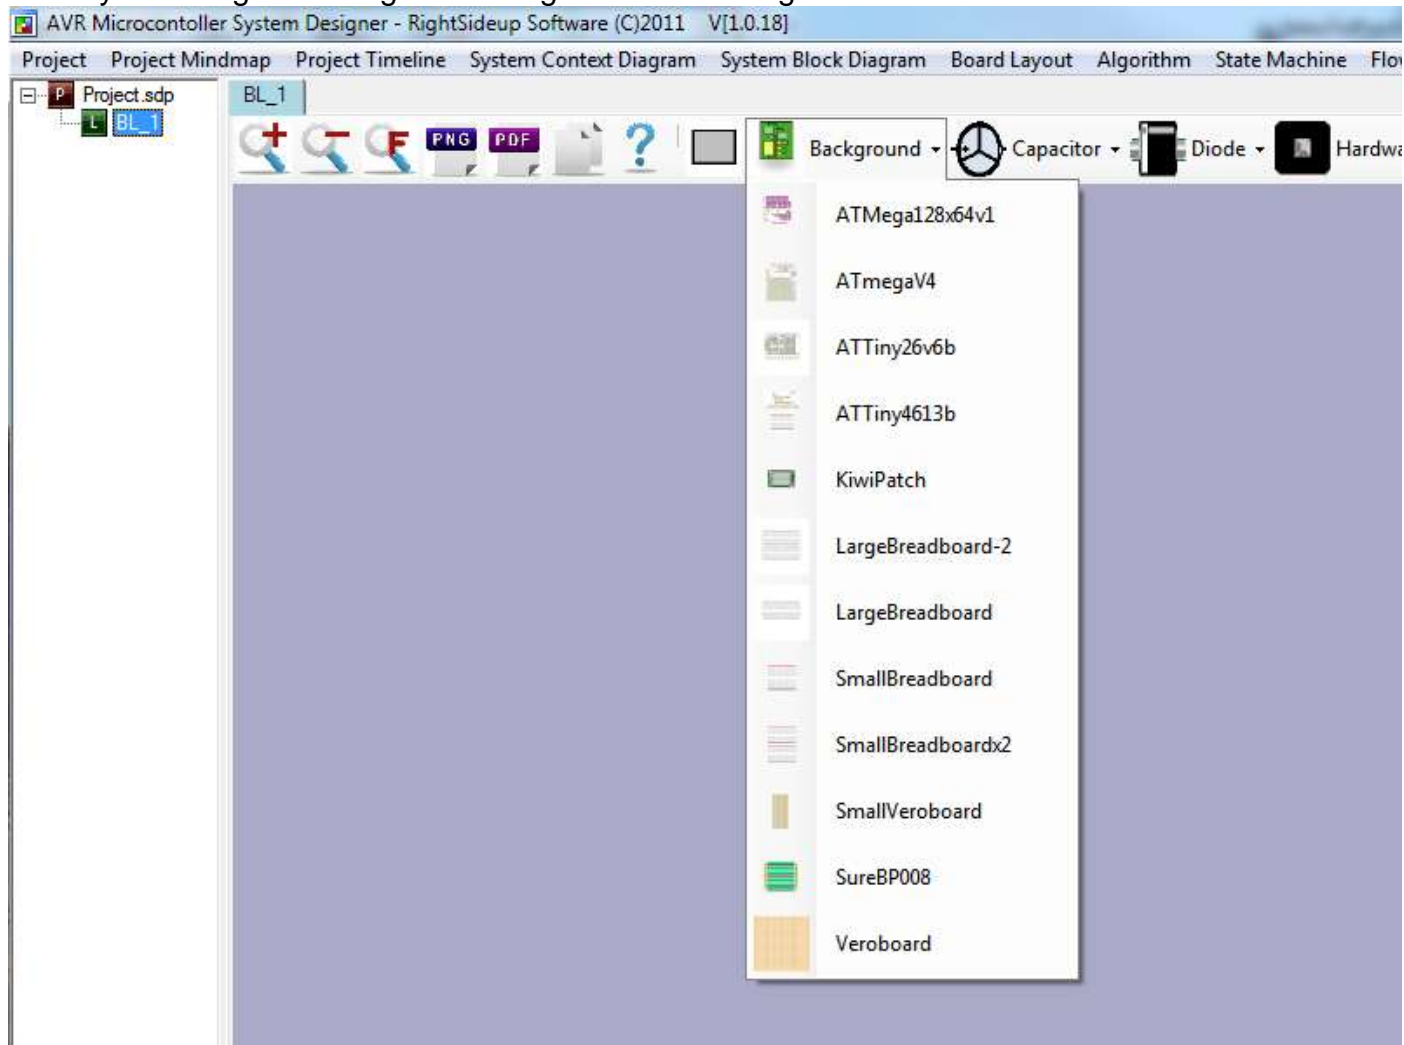 AVR Microcontoller System Designer - RightSideup Software (C)2011 V[1.0.18]
Project Project Mindmap Project Timeline System Context Diagram System Block Diagram Board Layout Algorithm State Machine
Project.sdp
BL_1
BL_1
PNG PDF ? Background Capacitor Diode
ATMega128x64v1
ATmegaV4
ATTiny26v6b
ATTiny4613b
KiwiPatch
LargeBreadboard-2
LargeBreadboard
SmallBreadboard
SmallBreadboardx2
SmallVeroboard
SureBP008
Veroboard